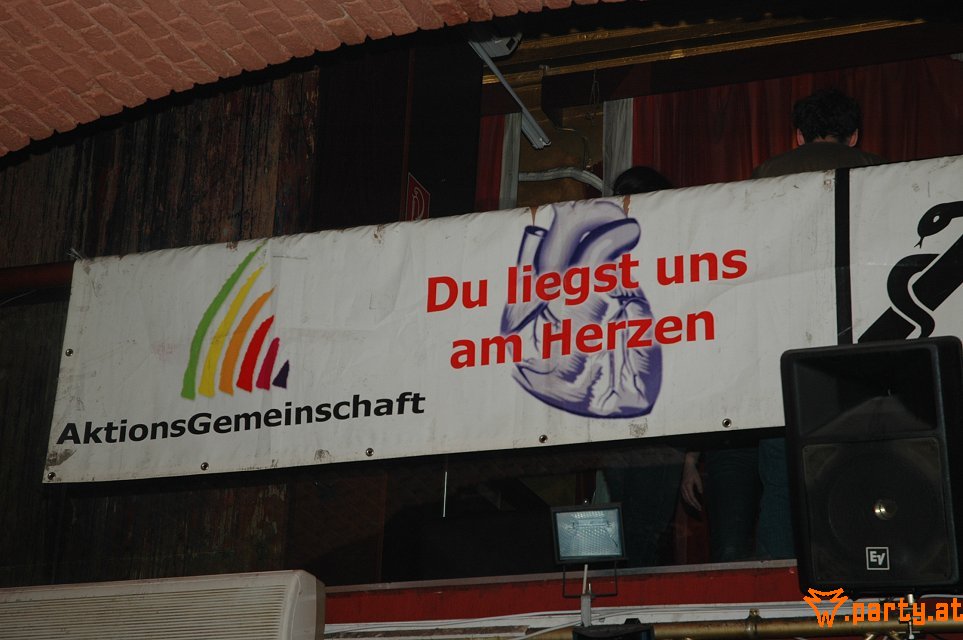 Du liegst uns
am Herzen
AktionsGemeinschaft
EV
.party.at